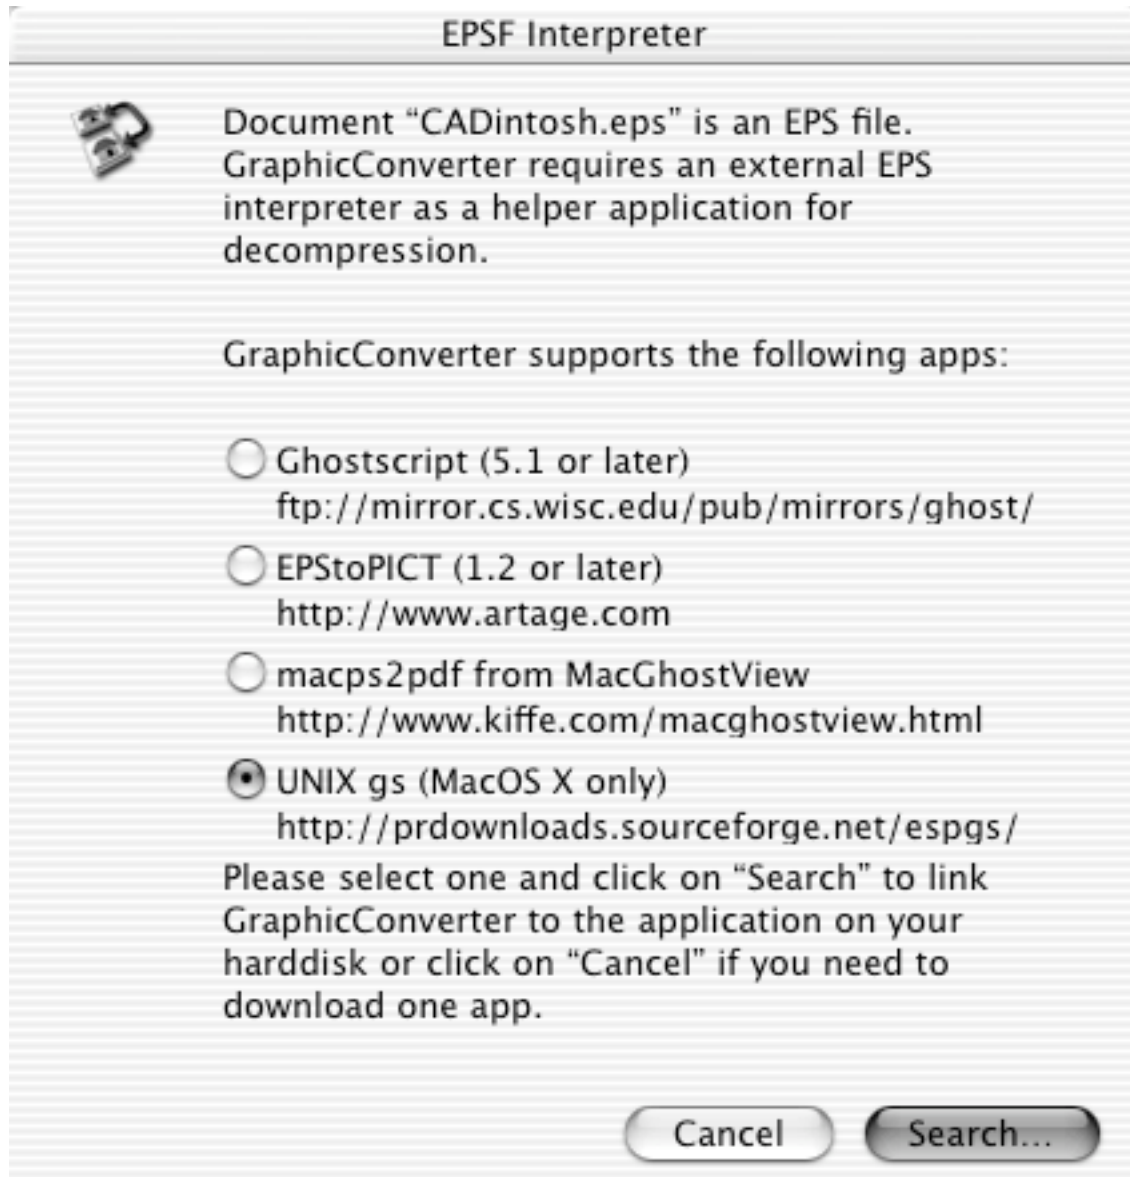 EPSF Interpreter
Document “CADintosh.eps” is an EPS file.
GraphicConverter requires an external EPS
interpreter as a helper application for
decompression.
GraphicConverter supports the following apps:
Ghostscript (5.1 or later)
ftp://mirror.cs.wisc.edu/pub/mirrors/ghost/
EPStoPICT (1.2 or later)
http://www.artage.com
macps2pdf from MacGhostView
http://www.kiffe.com/macghostview.html
UNIX gs (MacOS X only)
http://prdownloads.sourceforge.net/espgs/
Please select one and click on “Search” to link
GraphicConverter to the application on your
harddisk or click on “Cancel” if you need to
download one app.
Cancel
Search...